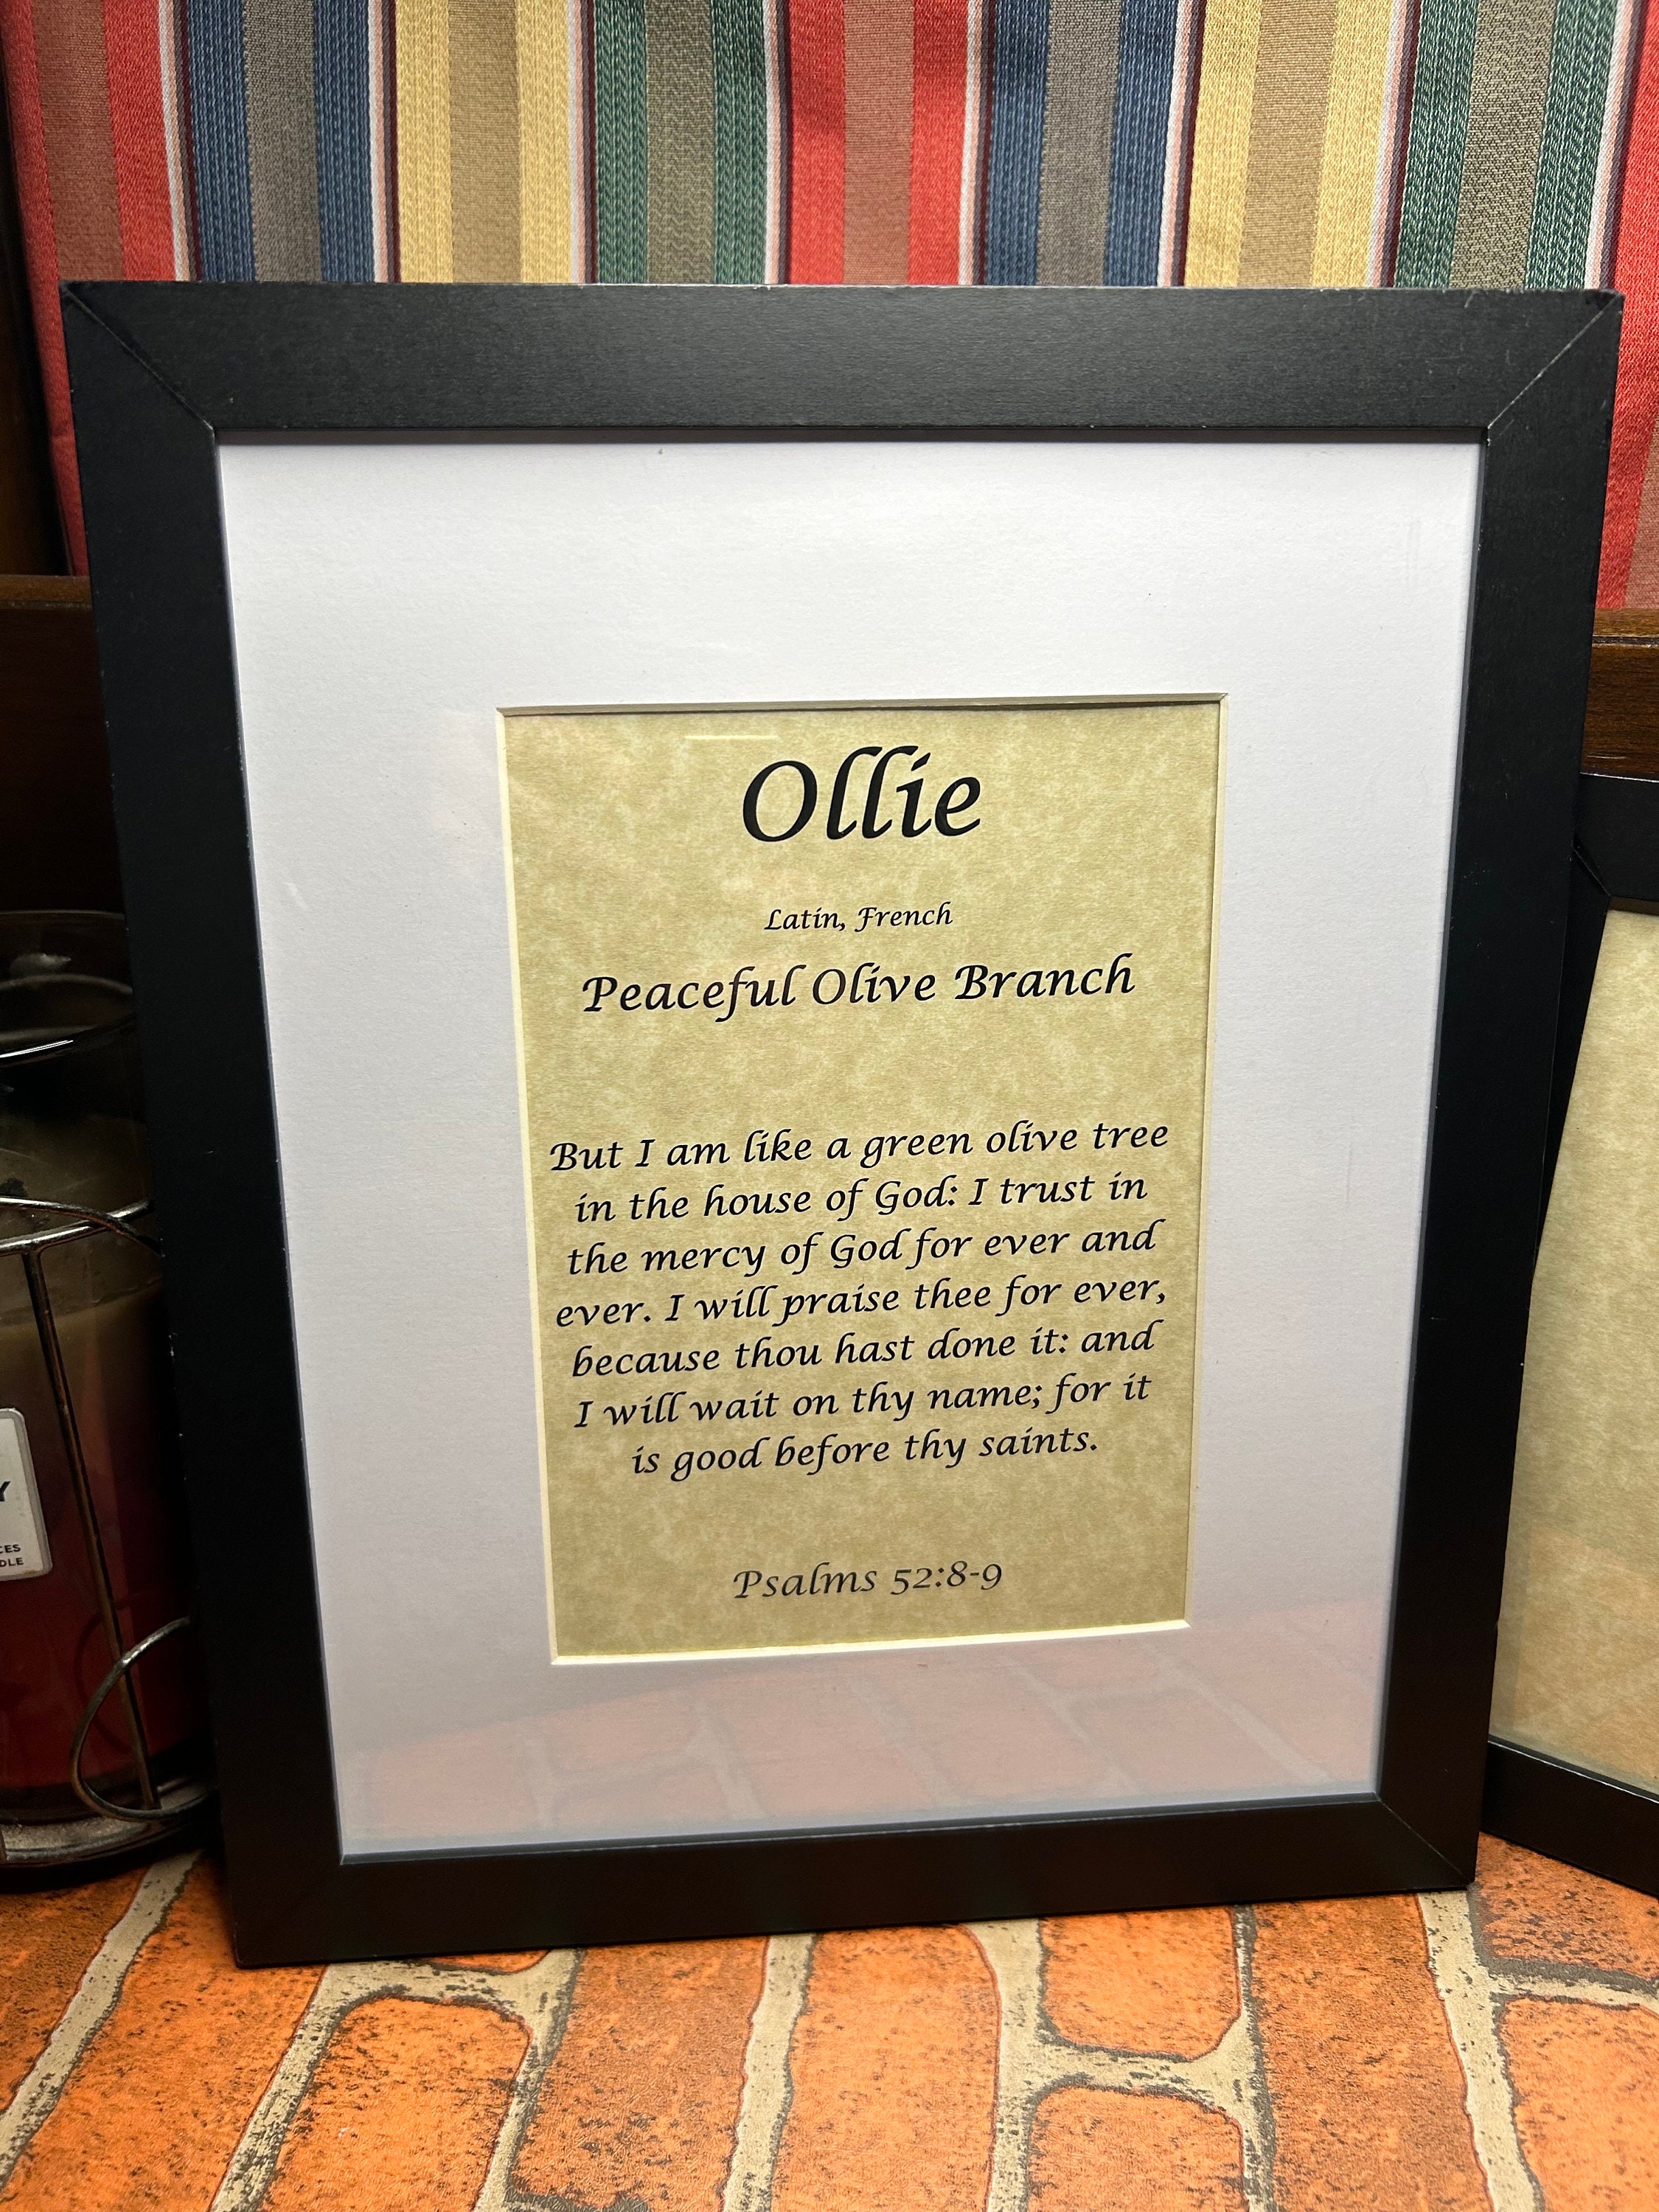 Ollie
Latin, French
Peaceful Olive Branch
But I am like a green olive tree
in the house of God: I trust in
the mercy of God for ever and
ever. I will praise thee for ever,
because thou hast done it: and
I will wait on thy name; for it
is good before thy saints.
Psalms 52:8-9
Y
CES
DLE